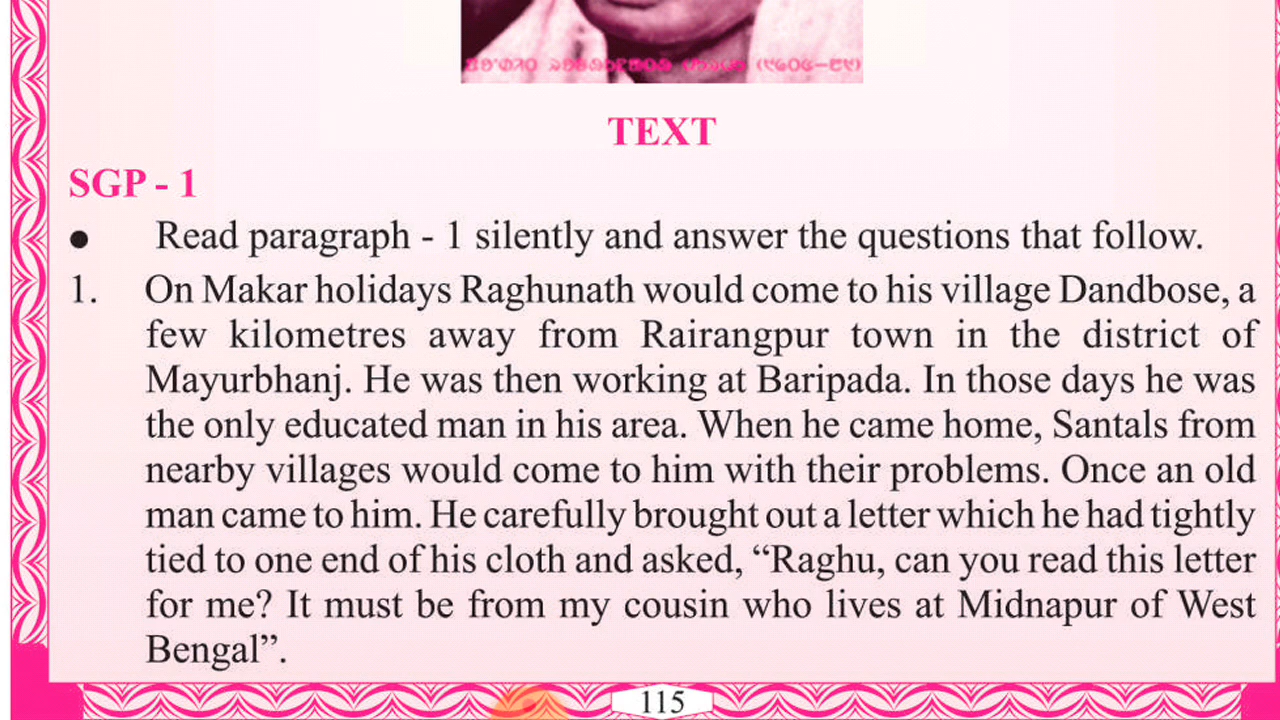 TEXT
SGP - 1
● Read paragraph - 1 silently and answer the questions that follow.
1. On Makar holidays Raghunath would come to his village Dandbose, a
few kilometres away from Rairangpur town in the district of
Mayurbhanj. He was then working at Baripada. In those days he was
the only educated man in his area. When he came home, Santals from
nearby villages would come to him with their problems. Once an old
man came to him. He carefully brought out a letter which he had tightly
tied to one end of his cloth and asked, “Raghu, can you read this letter
for me? It must be from my cousin who lives at Midnapur of West
Bengal”.
115